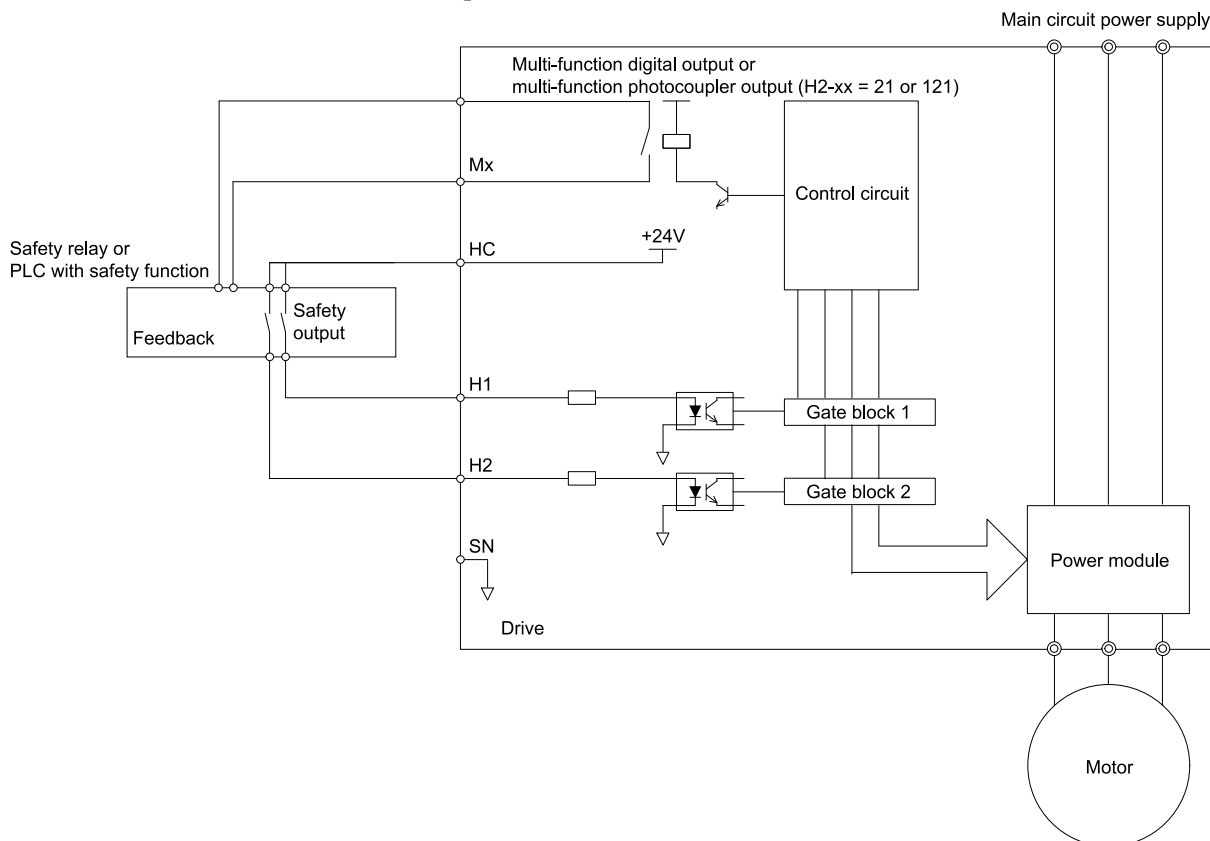 Main circuit power supply
Multi-function digital output or
multi-function photocoupler output (H2-xx = 21 or 121)
Mx
Control circuit
+24V
HC
Safety relay or
PLC with safety function
Safety
output
Feedback
H1
Gate block 1
H2
Gate block 2
SN
Power module
Drive
Motor